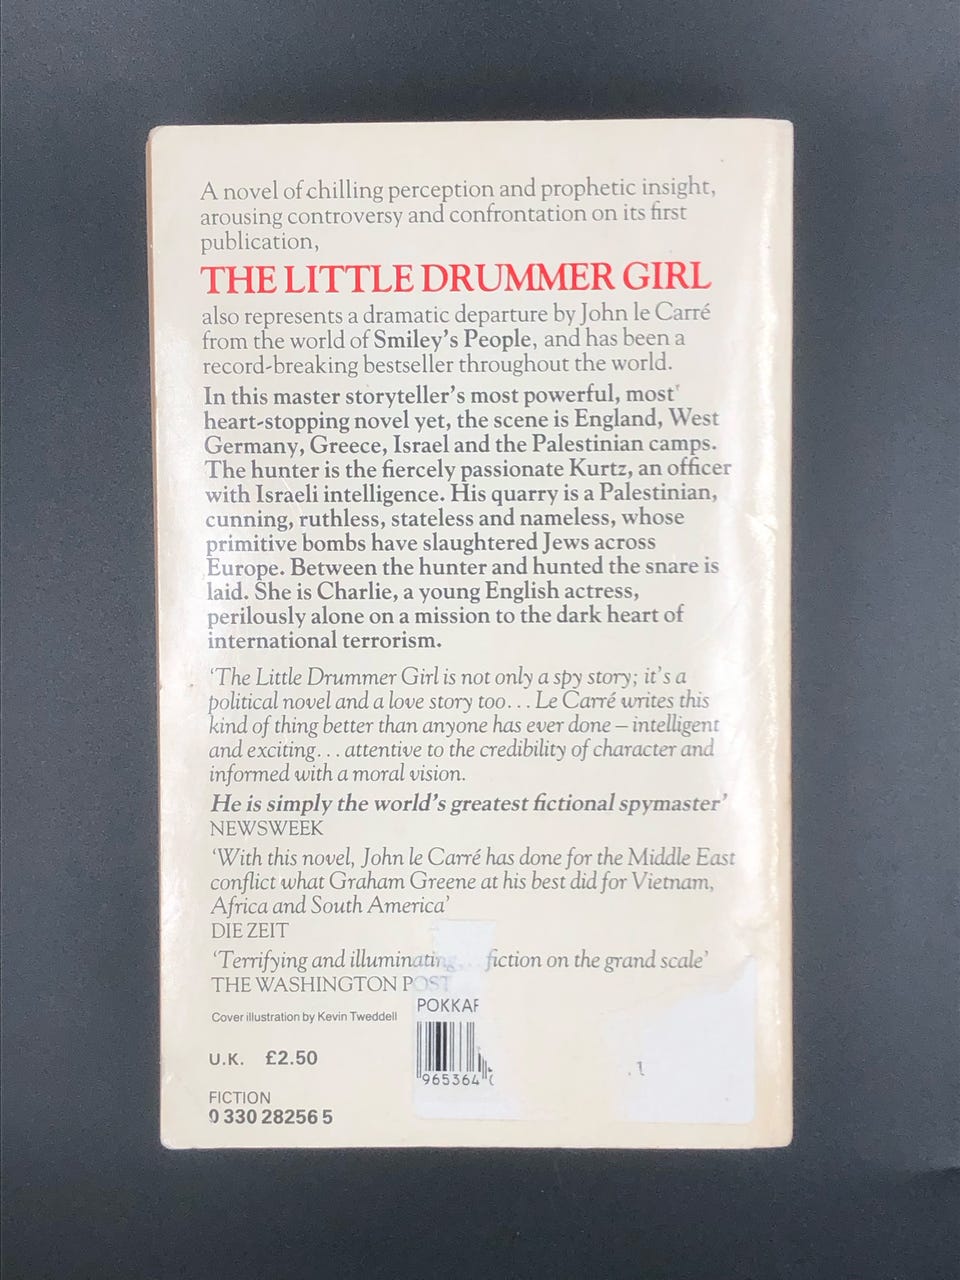 A novel of chilling perception and prophetic insight,
arousing controversy and confrontation on its first
publication,
THE LITTLE DRUMMER GIRL
also represents a dramatic departure by John le Carré
from the world of Smiley's People, and has been a
record-breaking bestseller throughout the world.
In this master storyteller's most powerful, most
heart-stopping novel yet, the scene is England, West
Germany, Greece, Israel and the Palestinian camps.
The hunter is the fiercely passionate Kurtz, an officer
with Israeli intelligence. His quarry is a Palestinian,
cunning, ruthless, stateless and nameless, whose
primitive bombs have slaughtered Jews across
Europe. Between the hunter and hunted the snare is
laid. She is Charlie, a young English actress,
perilously alone on a mission to the dark heart of
international terrorism.
'The Little Drummer Girl is not only a spy story; it's a
political novel and a love story too... Le Carré writes this
kind of thing better than anyone has ever done – intelligent
and exciting... attentive to the credibility of character and
informed with a moral vision.
He is simply the world's greatest fictional spymaster'
NEWSWEEK
'With this novel, John le Carré has done for the Middle East
conflict what Graham Greene at his best did for Vietnam,
Africa and South America'
DIE ZEIT
'Terrifying and illuminating... fiction on the grand scale'
THE WASHINGTON POST
POKKAF
Cover illustration by Kevin Tweddell
965364
U.K. £2.50
FICTION
0 330 28256 5